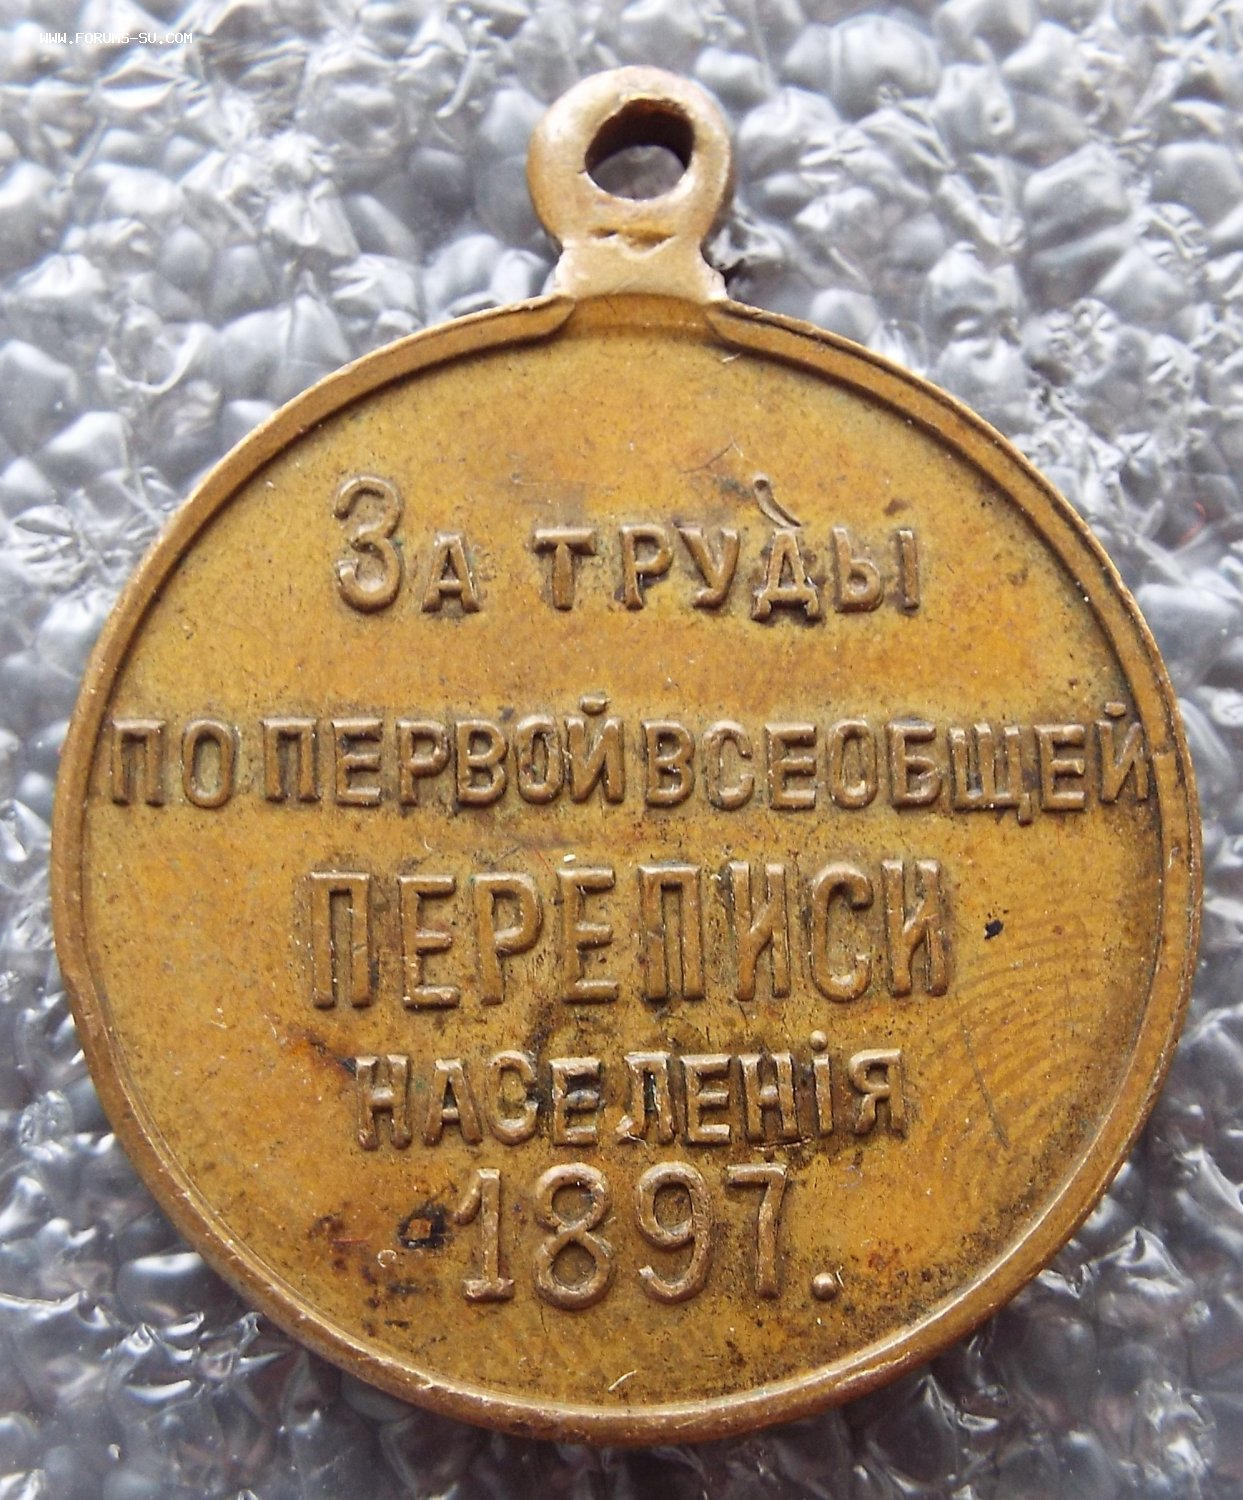 WWW.FORUMS-SU.COM
За труды
по первой всеобщей
переписи
населенія
1897.